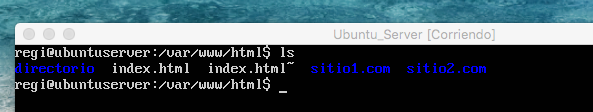 Ubuntu_Server [Corriendo]
regi@ubuntuserver:/var/www/html$ ls
directorio index.html index.html~ sitio1.com sitio2.com
regi@ubuntuserver:/var/www/html$ _